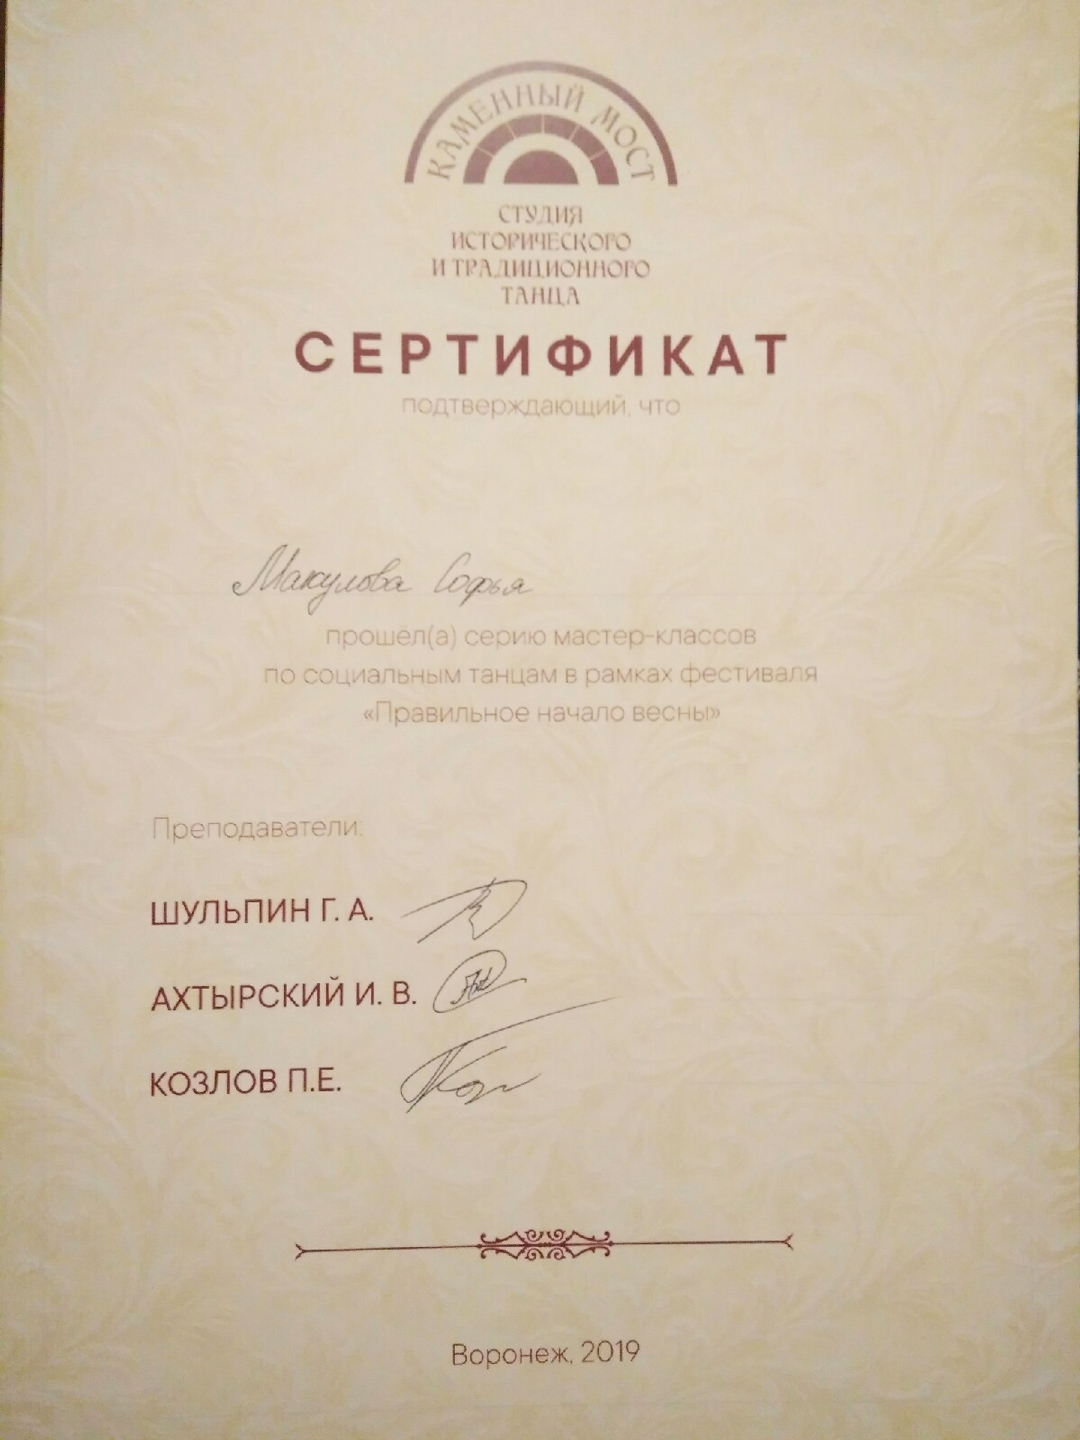 КАМЕННЫЙ МОСТ
СТУДИЯ
ИСТОРИЧЕСКОГО
И ТРАДИЦИОННОГО
ТАНЦА
СЕРТИФИКАТ
подтверждающий, что
Макулова Софья
прошёл(а) серию мастер-классов
по социальным танцам в рамках фестиваля
«Правильное начало весны»
Преподаватели:
ШУЛЬПИН Г. А.
АХТЫРСКИЙ И. В.
КОЗЛОВ П.Е.
Воронеж, 2019